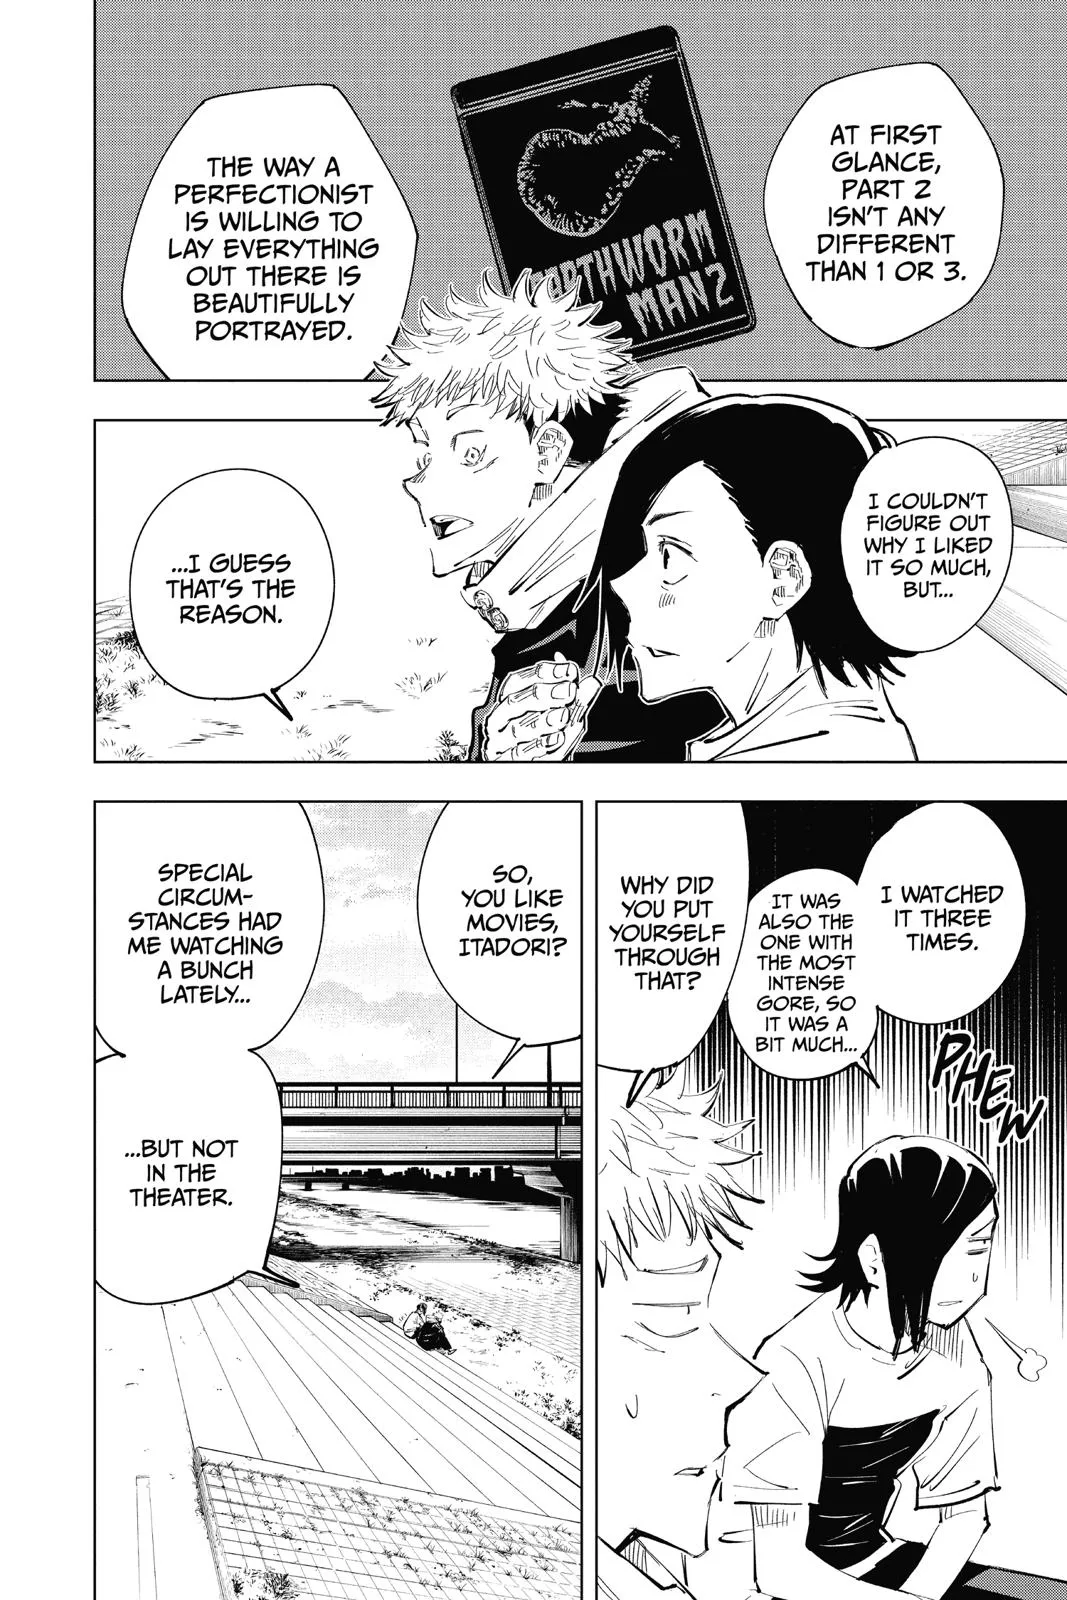 AT FIRST
GLANCE,
PART 2
ISN'T ANY
DIFFERENT
THAN 1 OR 3.
THE WAY A
PERFECTIONIST
IS WILLING TO
LAY EVERYTHING
OUT THERE IS
BEAUTIFULLY
PORTRAYED.
EARTHWORM
MAN2
I COULDN'T
FIGURE OUT
WHY I LIKED
IT SO MUCH,
BUT...
...I GUESS
THAT'S THE
REASON.
I WATCHED
IT THREE
TIMES.
IT WAS
ALSO THE
ONE WITH
THE MOST
INTENSE
GORE, SO
IT WAS A
BIT MUCH...
WHY DID
YOU PUT
YOURSELF
THROUGH
THAT?
PHEW
SO,
YOU LIKE
MOVIES,
ITADORI?
SPECIAL
CIRCUM-
STANCES HAD
ME WATCHING
A BUNCH
LATELY...
...BUT NOT
IN THE
THEATER.